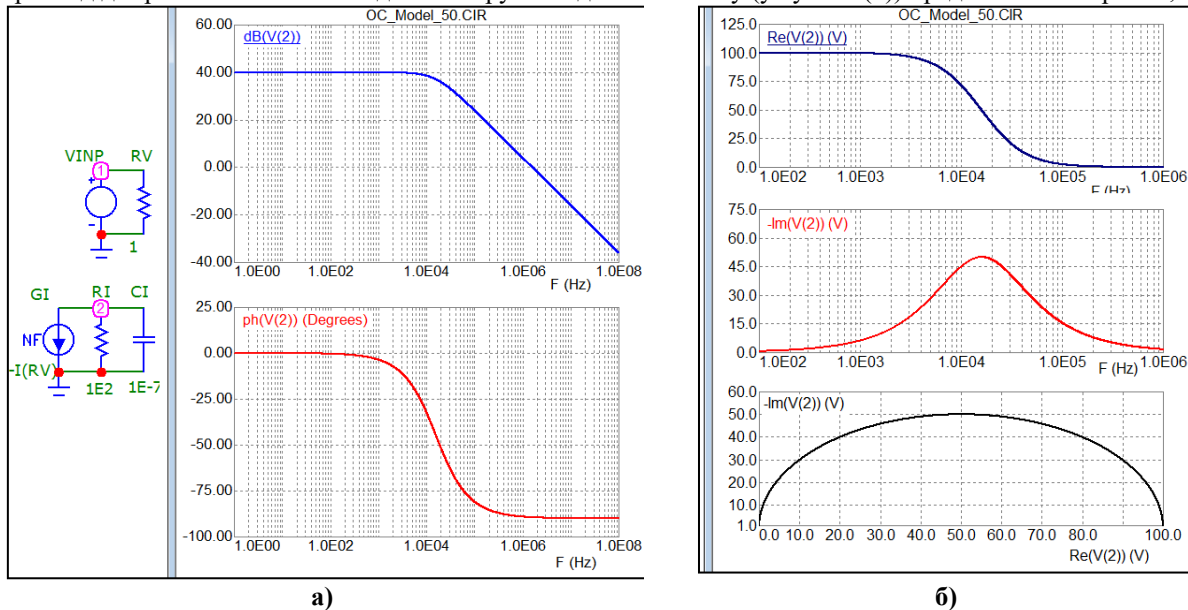 OC_Model_50.CIR
60.00
dB(V(2))
40.00
20.00
0.00
-20.00
-40.00
1.0E00 1.0E02 1.0E04 1.0E06 1.0E08
F (Hz)
VINP RV
1
+
-
1
GI RI CI
2
NF
-I(RV)
1E2 1E-7
25.00
ph(V(2)) (Degrees)
0.00
-25.00
-50.00
-75.00
-100.00
1.0E00 1.0E02 1.0E04 1.0E06 1.0E08
F (Hz)
а)
OC_Model_50.CIR
125.0
Re(V(2)) (V)
100.0
75.0
50.0
25.0
0.0
1.0E02 1.0E03 1.0E04 1.0E05 1.0E06
F (Hz)
75.0
-Im(V(2)) (V)
60.0
45.0
30.0
15.0
0.0
1.0E02 1.0E03 1.0E04 1.0E05 1.0E06
F (Hz)
60.0
-Im(V(2)) (V)
50.0
40.0
30.0
20.0
10.0
1.0
0.0 10.0 20.0 30.0 40.0 50.0 60.0 70.0 80.0 100.0
Re(V(2)) (V)
б)